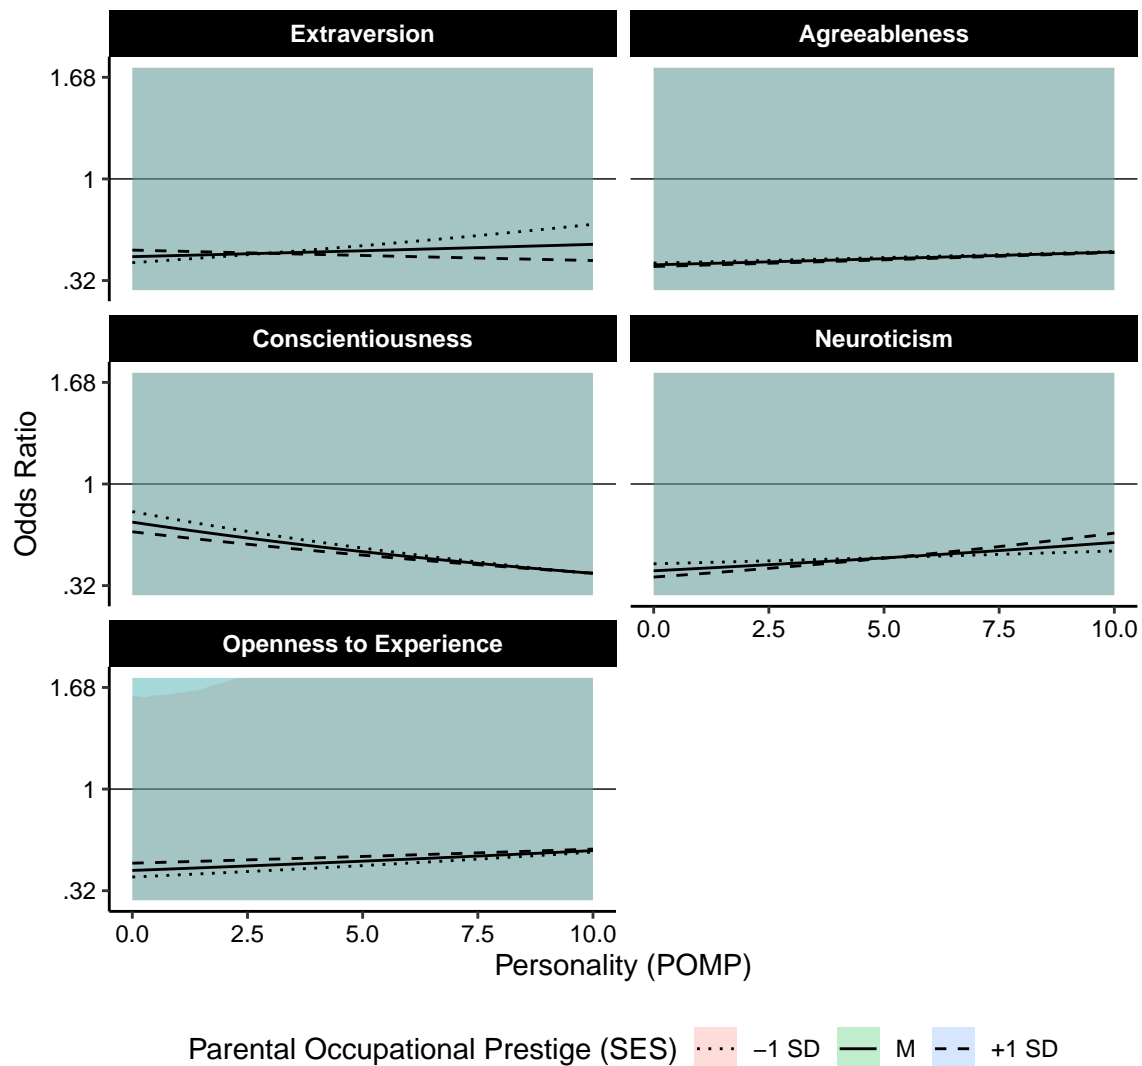 Extraversion
Agreeableness
1.68
1
.32
Conscientiousness
Neuroticism
1.68
1
.32
0.0 2.5 5.0 7.5 10.0
Openness to Experience
1.68
1
.32
0.0 2.5 5.0 7.5 10.0
Odds Ratio
Personality (POMP)
Parental Occupational Prestige (SES) −1 SD M +1 SD